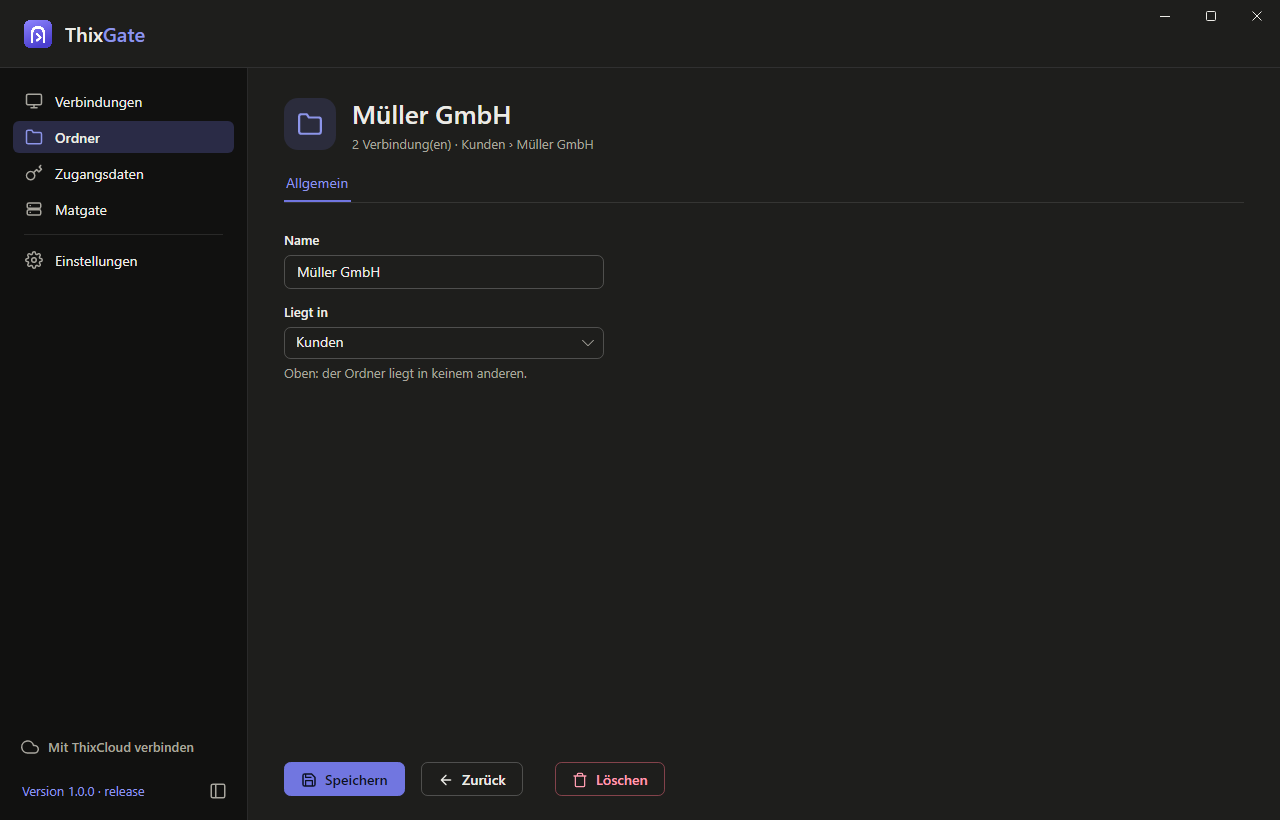 ThixGate
Verbindungen
Ordner
Zugangsdaten
Matgate
Einstellungen
Mit ThixCloud verbinden
Version 1.0.0 · release
Müller GmbH
2 Verbindung(en) · Kunden › Müller GmbH
Allgemein
Name
Müller GmbH
Liegt in
Kunden
Oben: der Ordner liegt in keinem anderen.
Speichern
Zurück
Löschen